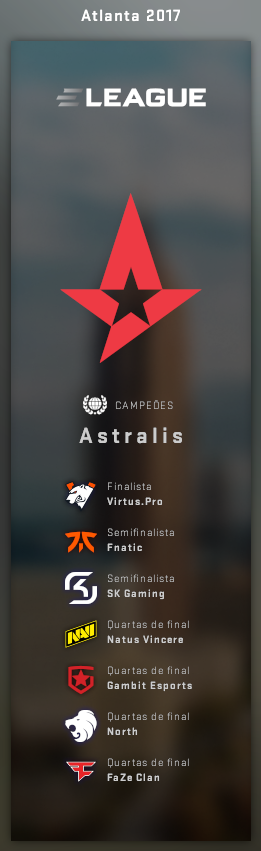 Atlanta 2017
ELEAGUE
CAMPEÕES
Astralis
Finalista
Virtus.Pro
Semifinalista
Fnatic
Semifinalista
SK Gaming
Quartas de final
Natus Vincere
Quartas de final
Gambit Esports
Quartas de final
North
Quartas de final
FaZe Clan